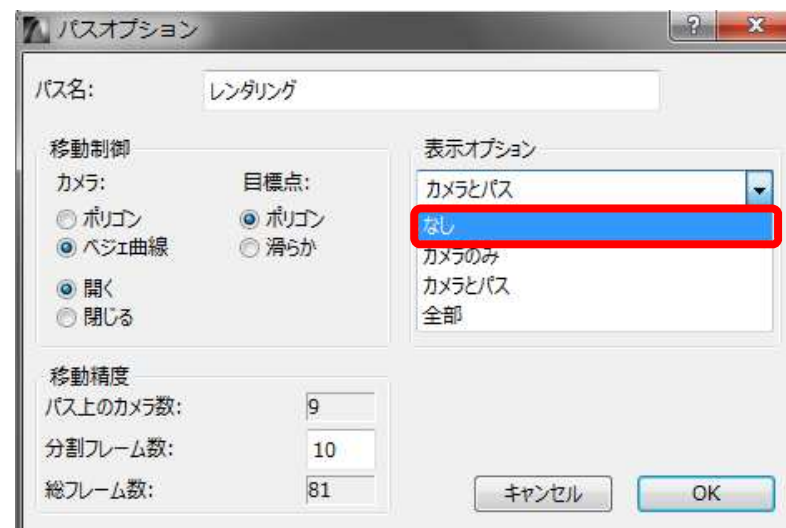 パスオプション
パス名: レンダリング
移動制御
カメラ: 目標点:
ポリゴン ポリゴン
ベジェ曲線 滑らか
開く
閉じる
表示オプション
カメラとパス
なし
カメラのみ
カメラとパス
全部
移動精度
パス上のカメラ数: 9
分割フレーム数: 10
総フレーム数: 81
キャンセル OK